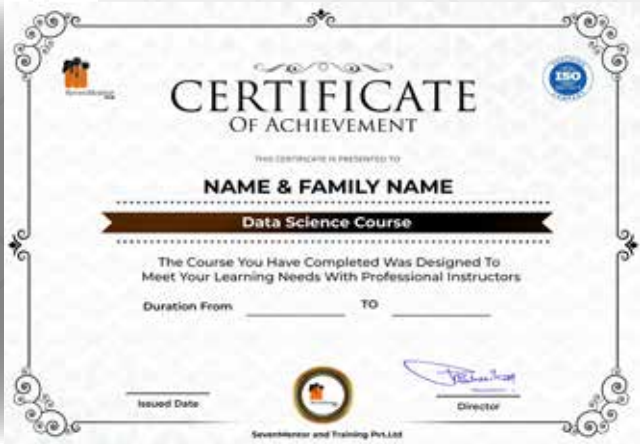 SevenMentor
ISO
CERTIFICATE
OF ACHIEVEMENT
THIS CERTIFICATE IS PRESENTED TO
NAME & FAMILY NAME
Data Science Course
The Course You Have Completed Was Designed To
Meet Your Learning Needs With Professional Instructors
Duration From TO
Issued Date
Director
SevenMentor and Training Pvt.Ltd